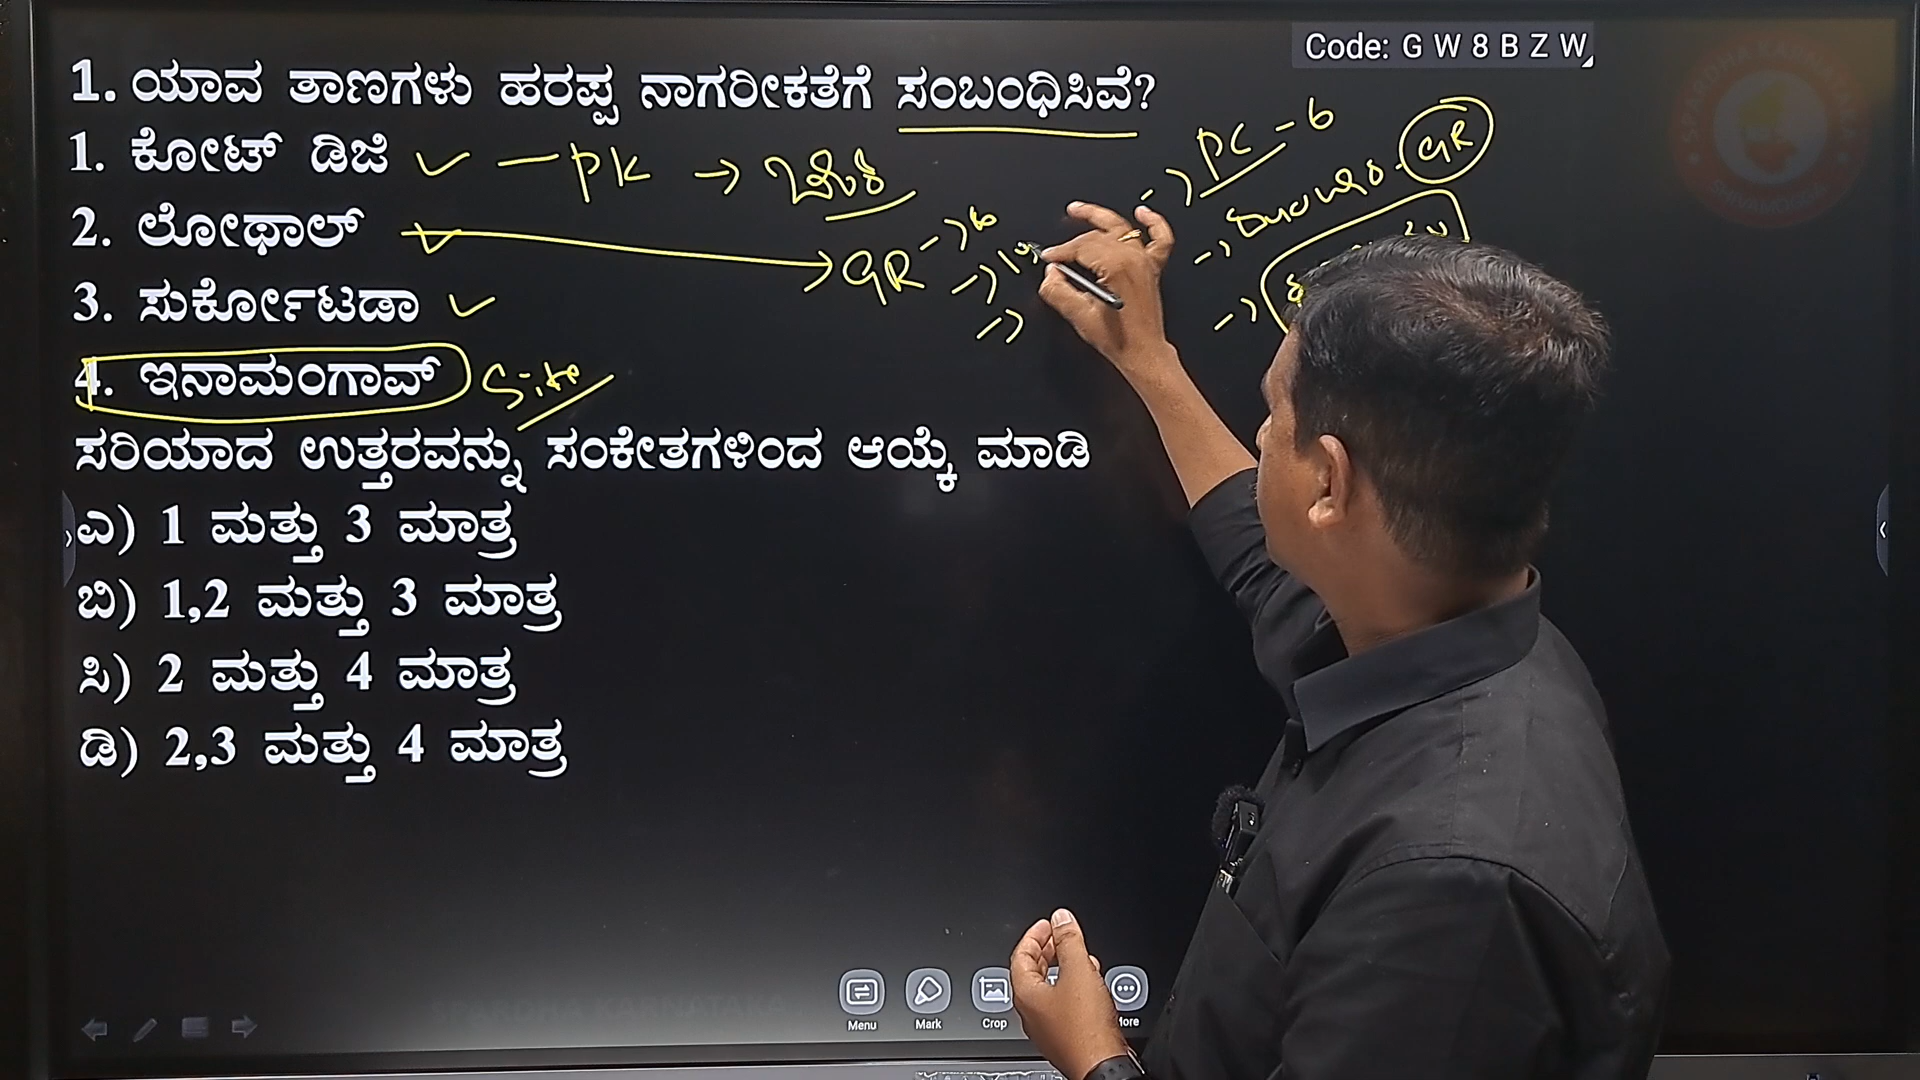 Code: G W 8 B Z W
1. ಯಾವ ತಾಣಗಳು ಹರಪ್ಪ ನಾಗರೀಕತೆಗೆ ಸಂಬಂಧಿಸಿವೆ?
1. ಕೋಟ್ ಡಿಜಿ — PK →
→ PC - 6
GR
2. ಲೋಥಾಲ್ → GR
3. ಸುರ್ಕೋಟಡಾ
4. ಇನಾಮಂಗಾವ್ Site
ಸರಿಯಾದ ಉತ್ತರವನ್ನು ಸಂಕೇತಗಳಿಂದ ಆಯ್ಕೆ ಮಾಡಿ
ಎ) 1 ಮತ್ತು 3 ಮಾತ್ರ
ಬಿ) 1,2 ಮತ್ತು 3 ಮಾತ್ರ
ಸಿ) 2 ಮತ್ತು 4 ಮಾತ್ರ
ಡಿ) 2,3 ಮತ್ತು 4 ಮಾತ್ರ
Menu Mark Crop